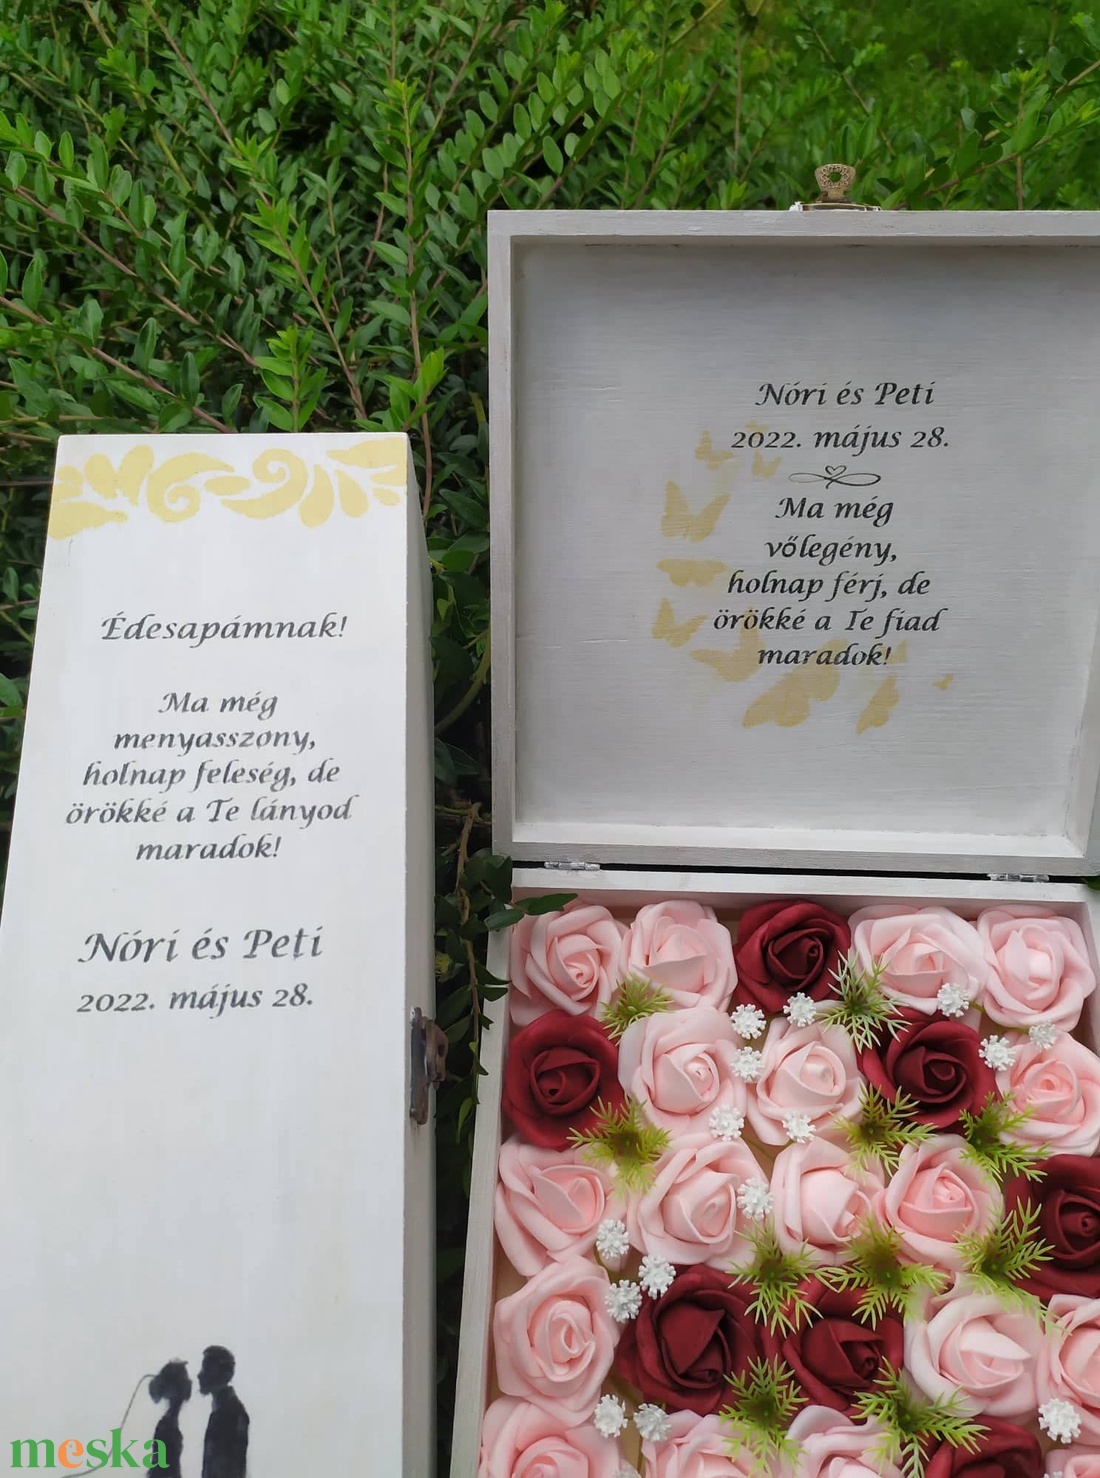 Édesapámnak!
Ma még
menyasszony,
holnap feleség, de
örökké a Te lányod
maradok!
Nóri és Peti
2022. május 28.
Nóri és Peti
2022. május 28.
Ma még
vőlegény,
holnap férj, de
örökké a Te fiad
maradok!
meska